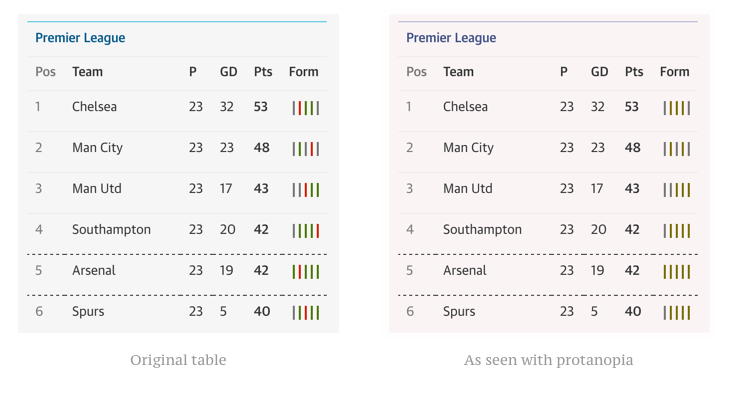 Premier League
Pos Team P GD Pts Form
1 Chelsea 23 32 53
2 Man City 23 23 48
3 Man Utd 23 17 43
4 Southampton 23 20 42
5 Arsenal 23 19 42
6 Spurs 23 5 40
Original table
Premier League
Pos Team P GD Pts Form
1 Chelsea 23 32 53
2 Man City 23 23 48
3 Man Utd 23 17 43
4 Southampton 23 20 42
5 Arsenal 23 19 42
6 Spurs 23 5 40
As seen with protanopia